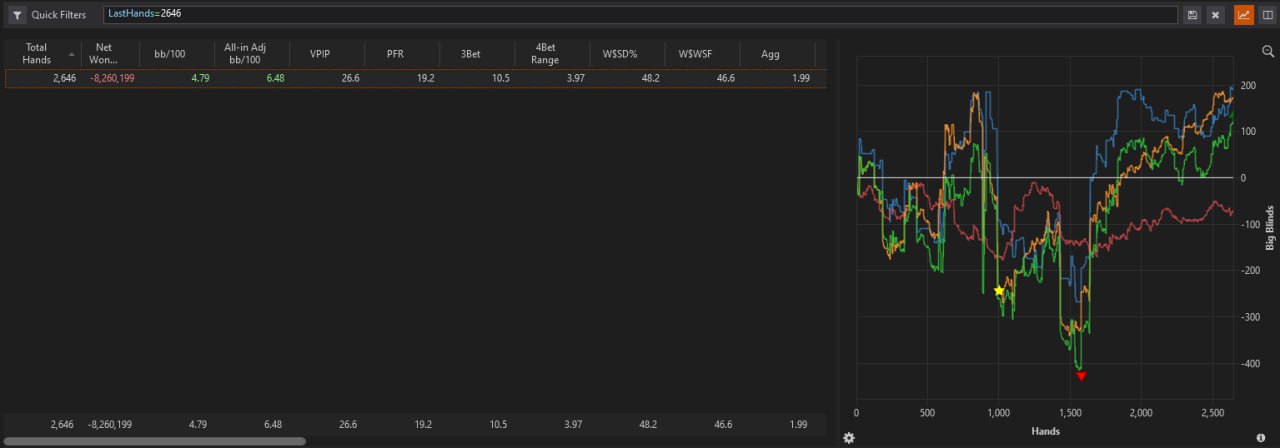 Quick Filters LastHands=2646
Total Hands Net Won... bb/100 All-in Adj bb/100 VPIP PFR 3Bet 4Bet Range W$SD% W$WSF Agg
2,646 -8,260,199 4.79 6.48 26.6 19.2 10.5 3.97 48.2 46.6 1.99
2,646 -8,260,199 4.79 6.48 26.6 19.2 10.5 3.97 48.2 46.6 1.99
200
100
0
-100
-200
-300
-400
Big Blinds
0 500 1,000 1,500 2,000 2,500
Hands